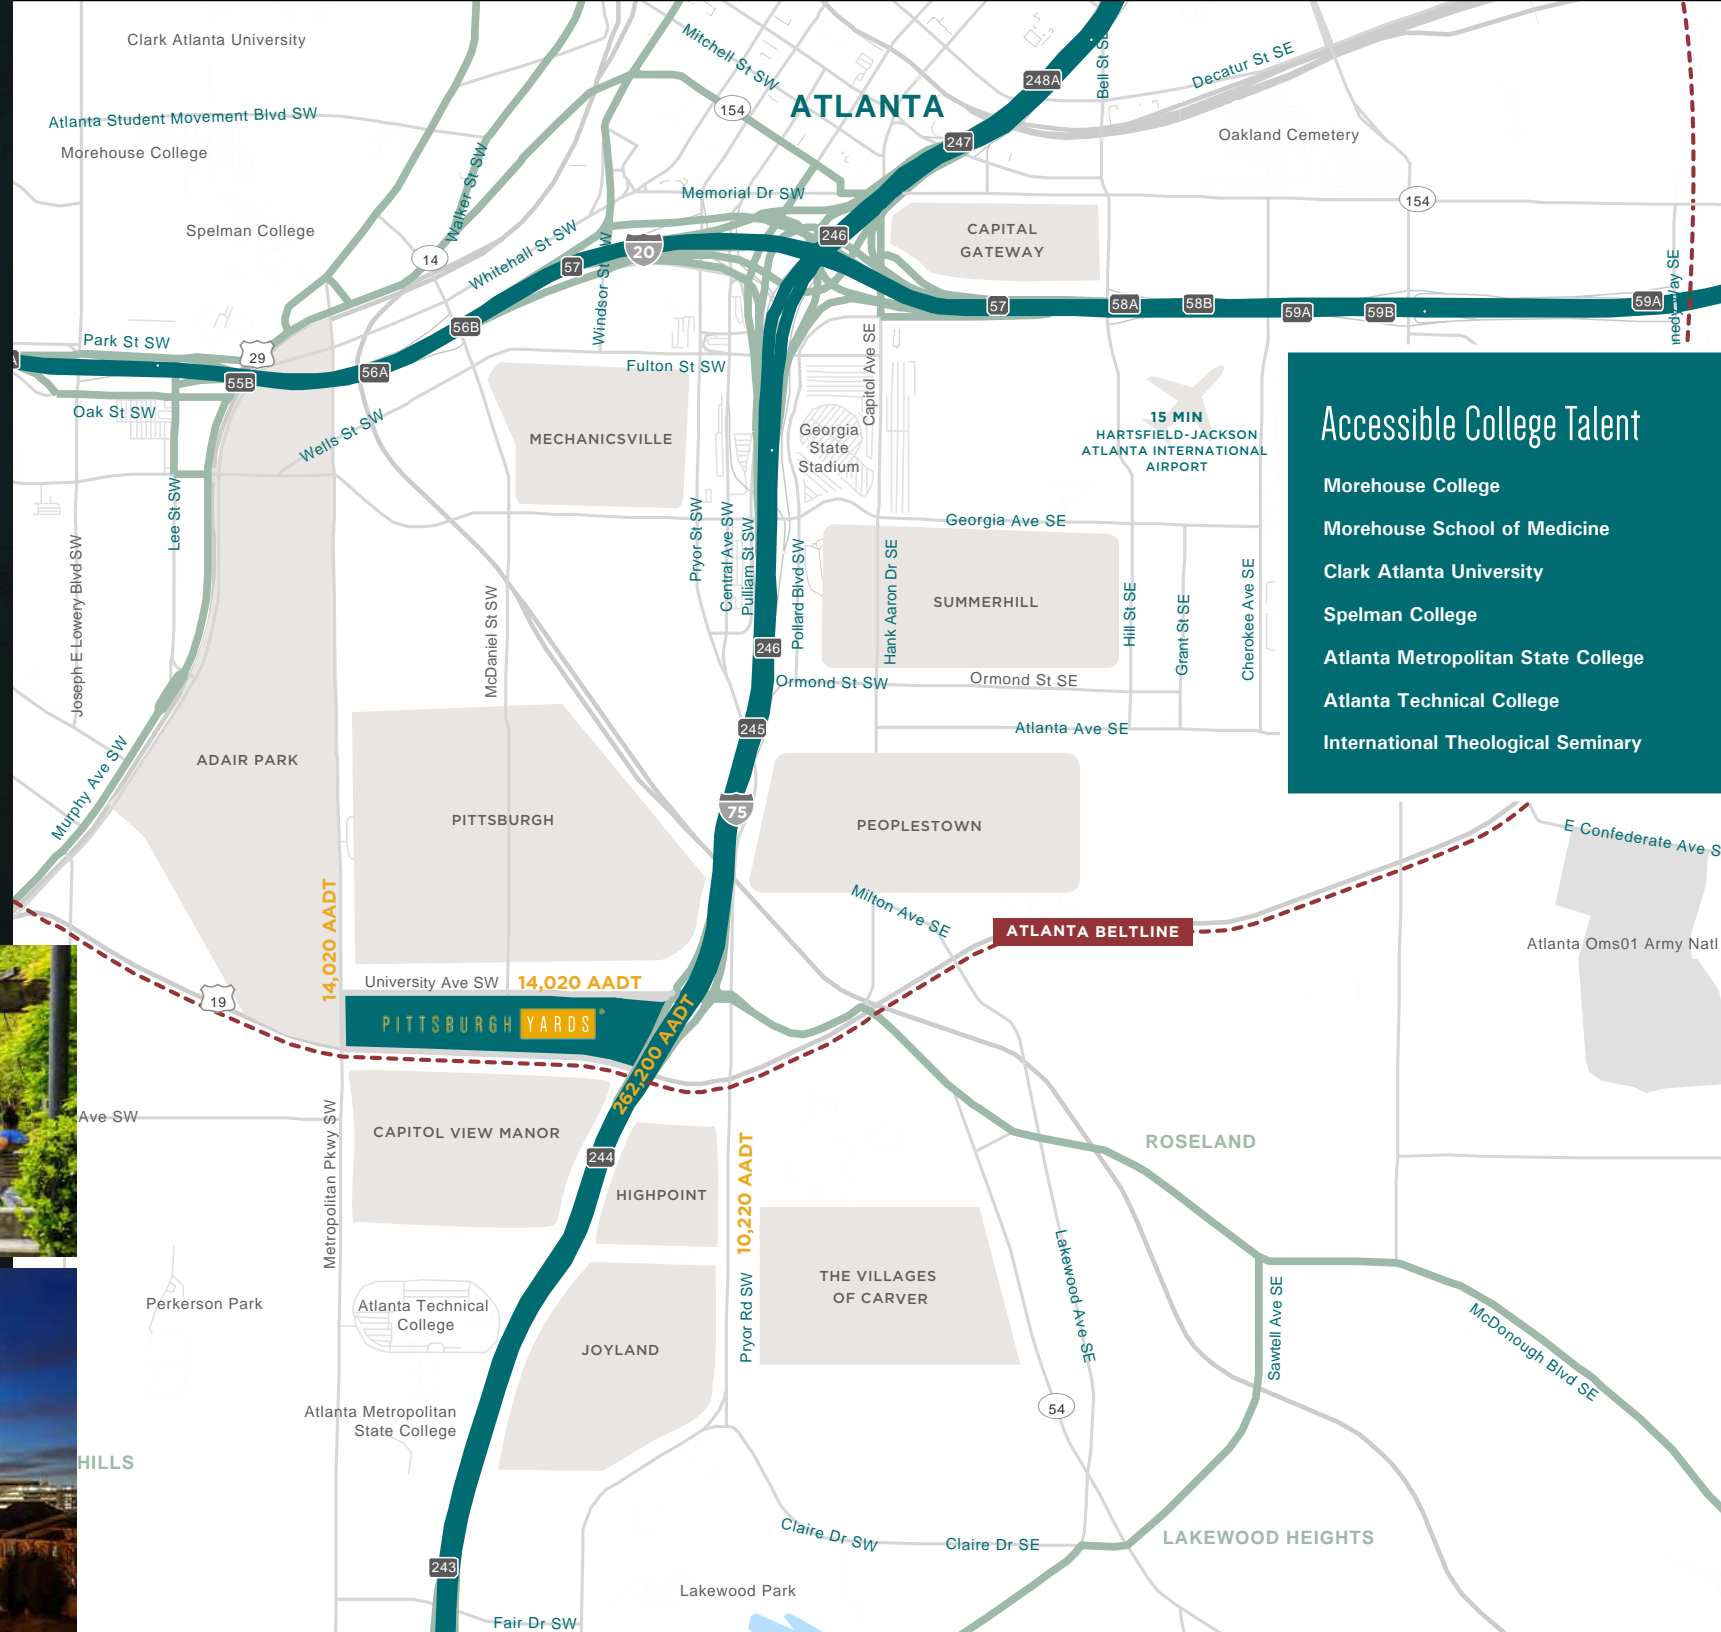 Clark Atlanta University
Mitchell St SW
248A
Bell St SE
Decatur St SE
154
ATLANTA
Atlanta Student Movement Blvd SW
247
Oakland Cemetery
Morehouse College
Walker St SW
Memorial Dr SW
154
Spelman College
CAPITAL
GATEWAY
246
14
Whitehall St SW
20
57
Windsor St SW
57
58A
58B
59A
59B
59A
56B
Park St SW
29
55B
56A
Fulton St SW
Capitol Ave SE
Oak St SW
Wells St SW
MECHANICSVILLE
Georgia
State
Stadium
15 MIN
HARTSFIELD-JACKSON
ATLANTA INTERNATIONAL
AIRPORT
Accessible College Talent
Morehouse College
Morehouse School of Medicine
Clark Atlanta University
Spelman College
Atlanta Metropolitan State College
Atlanta Technical College
International Theological Seminary
Lee St SW
Joseph E Lowery Blvd SW
McDaniel St SW
Pryor St SW
Central Ave SW
Pulliam St SW
Pollard Blvd SW
Hank Aaron Dr SE
Georgia Ave SE
SUMMERHILL
Hill St SE
Grant St SE
Cherokee Ave SE
246
Ormond St SW
Ormond St SE
245
Atlanta Ave SE
Murphy Ave SW
ADAIR PARK
75
PITTSBURGH
PEOPLESTOWN
E Confederate Ave S
Milton Ave SE
ATLANTA BELTLINE
Atlanta Oms01 Army Natl
14,020 AADT
University Ave SW
14,020 AADT
19
PITTSBURGH YARDS
262,200 AADT
Ave SW
Metropolitan Pkwy SW
CAPITOL VIEW MANOR
244
HIGHPOINT
10,220 AADT
ROSELAND
Pryor Rd SW
THE VILLAGES
OF CARVER
Lakewood Ave SE
Sawtell Ave SE
McDonough Blvd SE
Perkerson Park
Atlanta Technical
College
JOYLAND
54
Atlanta Metropolitan
State College
HILLS
Claire Dr SW
Claire Dr SE
LAKEWOOD HEIGHTS
243
Lakewood Park
Fair Dr SW